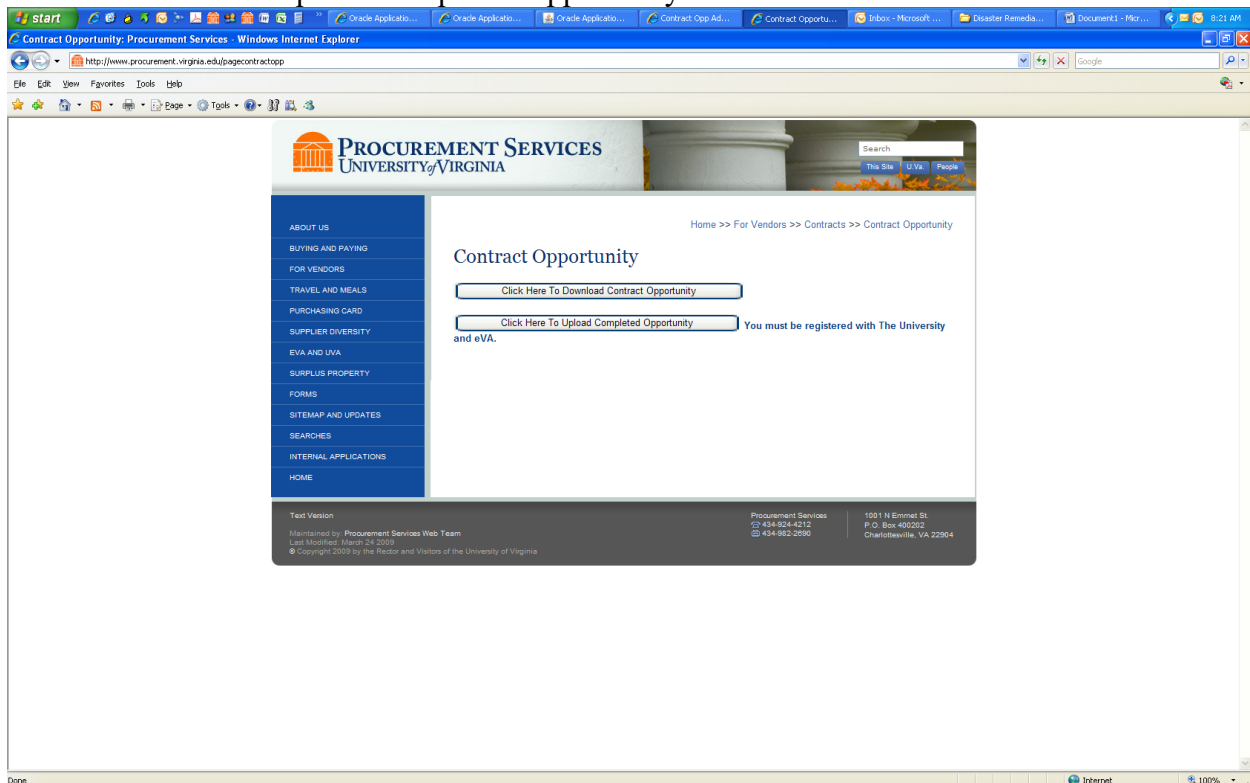 start
Oracle Applicatio...
Oracle Applicatio...
Oracle Applicatio...
Contract Opp Ad...
Contract Opportu...
Inbox - Microsoft ...
Disaster Remedia...
Document1 - Micr...
8:21 AM
Contract Opportunity: Procurement Services - Windows Internet Explorer
http://www.procurement.virginia.edu/pagecontractopp
Google
File Edit View Favorites Tools Help
Page Tools
PROCUREMENT SERVICES
UNIVERSITY of VIRGINIA
Search
This Site U.Va. People
Home >> For Vendors >> Contracts >> Contract Opportunity
ABOUT US
BUYING AND PAYING
FOR VENDORS
TRAVEL AND MEALS
PURCHASING CARD
SUPPLIER DIVERSITY
EVA AND UVA
SURPLUS PROPERTY
FORMS
SITEMAP AND UPDATES
SEARCHES
INTERNAL APPLICATIONS
HOME
Contract Opportunity
Click Here To Download Contract Opportunity
Click Here To Upload Completed Opportunity You must be registered with The University
and eVA.
Text Version
Maintained by Procurement Services Web Team
Last Modified: March 24 2009
© Copyright 2009 by the Rector and Visitors of the University of Virginia
Procurement Services
434-924-4212
434-982-2690
1001 N Emmet St.
P.O. Box 400202
Charlottesville, VA 22904
Done
Internet
100%